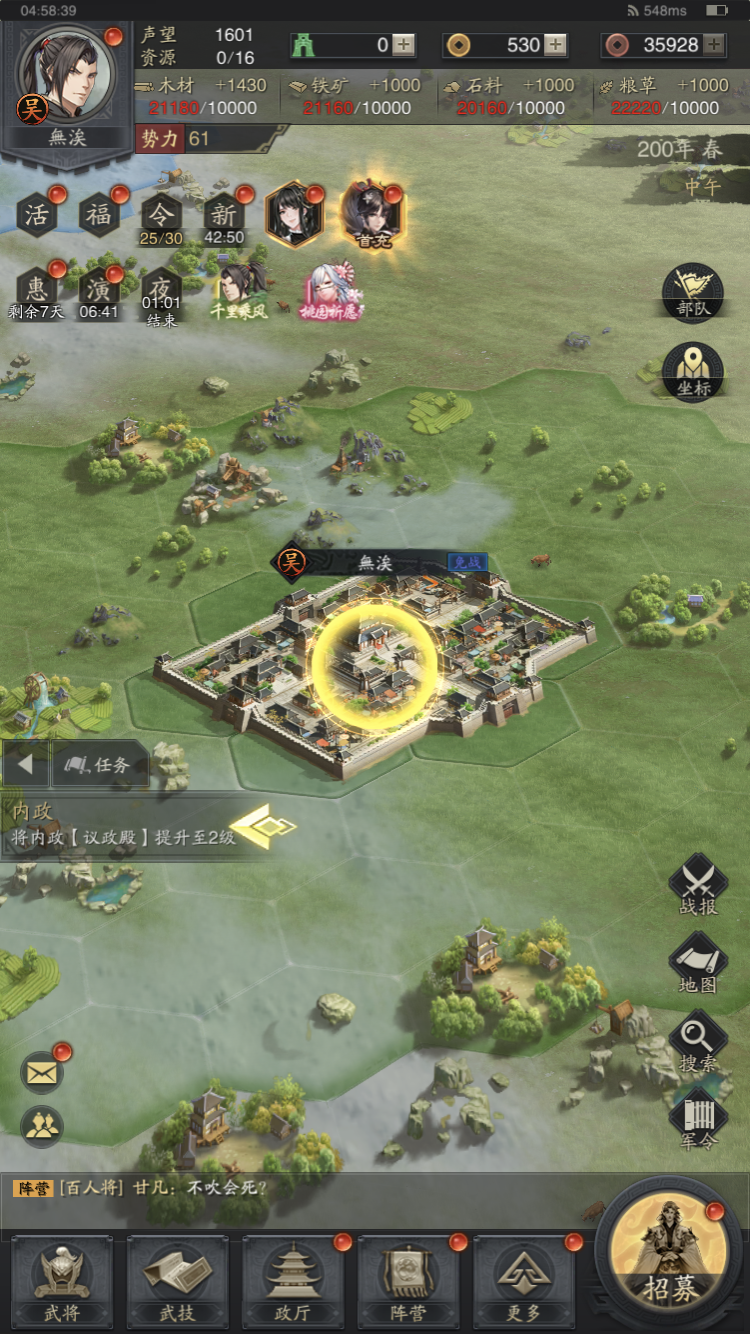 04:58:39
548ms
声望 1601
资源 0/16
0
530
35928
木材 +1430
21160/10000
铁矿 +1000
21160/10000
石料 +1000
20160/10000
粮草 +1000
22220/10000
吴
無涘
势力 61
200年 春
中午
活
福
令
25/30
新
42:50
首充
惠
剩余7天
演
06:41
夜
01:01
结束
千里乘风
桃园祈愿
部队
坐标
吴
無涘
免战
任务
内政
将内政【议政殿】提升至2级
战报
地图
搜索
军令
阵营 [百人将] 甘凡：不吹会死？
武将
武技
政厅
阵营
更多
招募